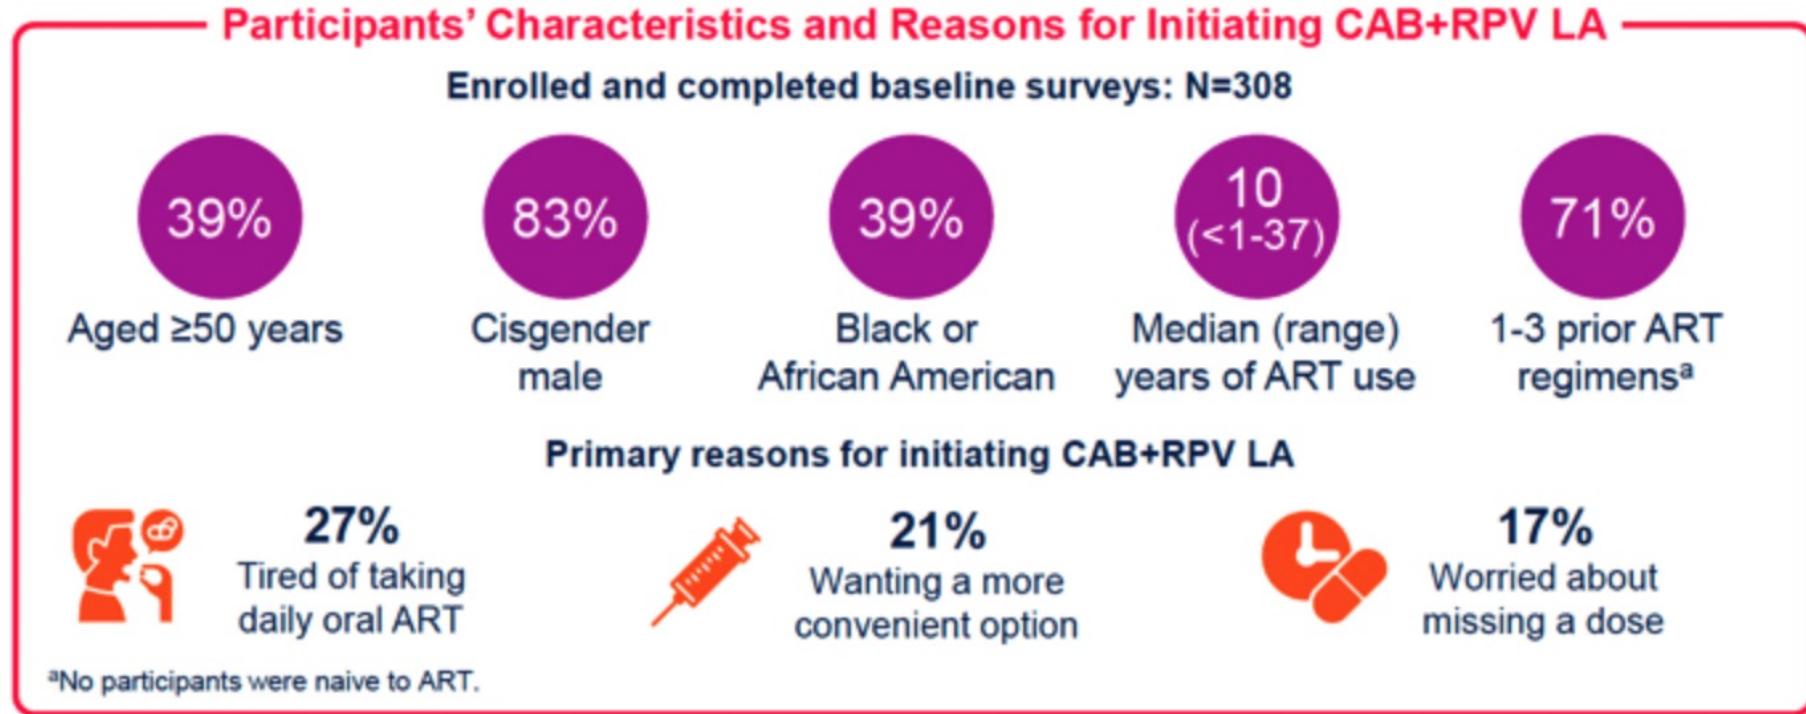 Participants' Characteristics and Reasons for Initiating CAB+RPV LA
Enrolled and completed baseline surveys: N=308
39%
Aged ≥50 years
83%
Cisgender
male
39%
Black or
African American
10
(<1-37)
Median (range)
years of ART use
71%
1-3 prior ART
regimensᵃ
Primary reasons for initiating CAB+RPV LA
27%
Tired of taking
daily oral ART
21%
Wanting a more
convenient option
17%
Worried about
missing a dose
ᵃNo participants were naive to ART.